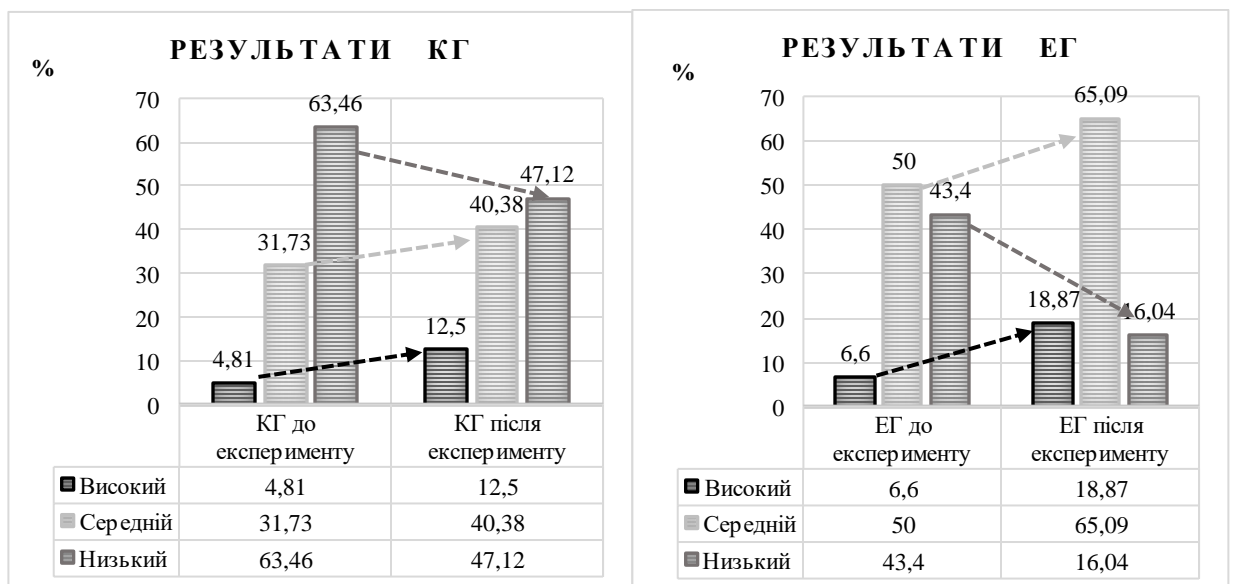 РЕЗУЛЬТАТИ КГ
%
70
60
50
40
30
20
10
0
63,46
47,12
40,38
31,73
12,5
4,81
КГ до
експерименту
КГ після
експерименту
Високий 4,81 12,5
Середній 31,73 40,38
Низький 63,46 47,12
РЕЗУЛЬТАТИ ЕГ
%
70
60
50
40
30
20
10
0
65,09
50
43,4
18,87
16,04
6,6
ЕГ до
експерименту
ЕГ після
експерименту
Високий 6,6 18,87
Середній 50 65,09
Низький 43,4 16,04